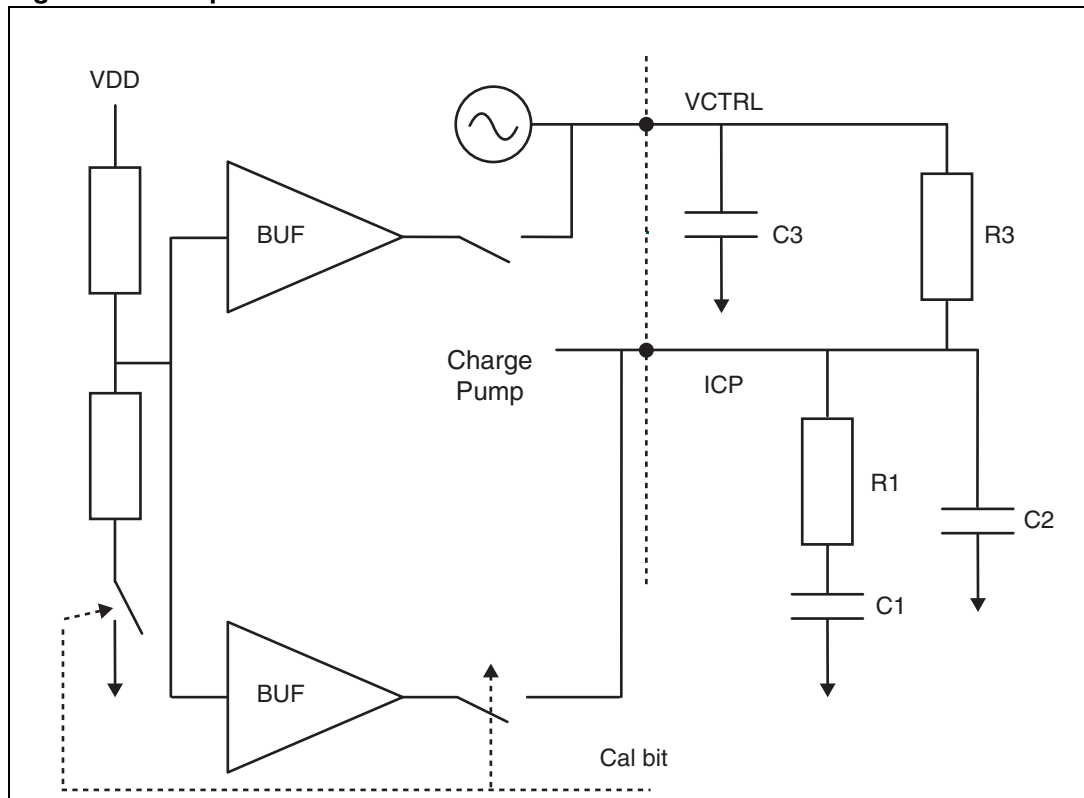 VDD
VCTRL
BUF
C3
R3
Charge
Pump
ICP
R1
C2
C1
BUF
Cal bit